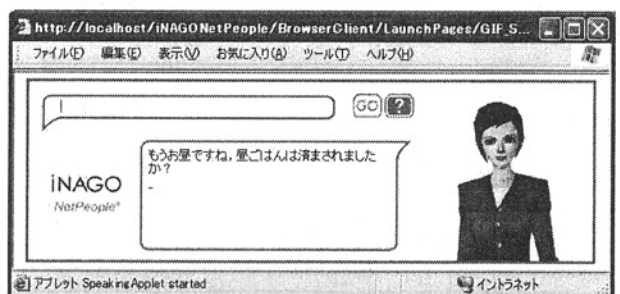 http://localhost/iNAGONetPeople/BrowserClient/LaunchPages/GIF_S...
ファイル(F) 編集(E) 表示(V) お気に入り(A) ツール(T) ヘルプ(H)
GO ?
もうお昼ですね，昼ごはんは済まされました
か？
-
iNAGO
NetPeople®
アプレット SpeakingApplet started イントラネット